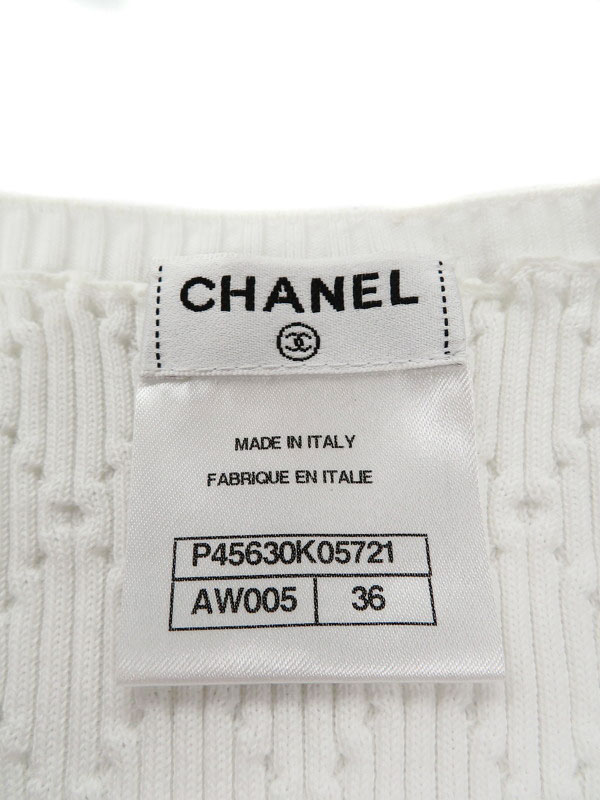 CHANEL
MADE IN ITALY
FABRIQUE EN ITALIE
P45630K05721
AW005 36